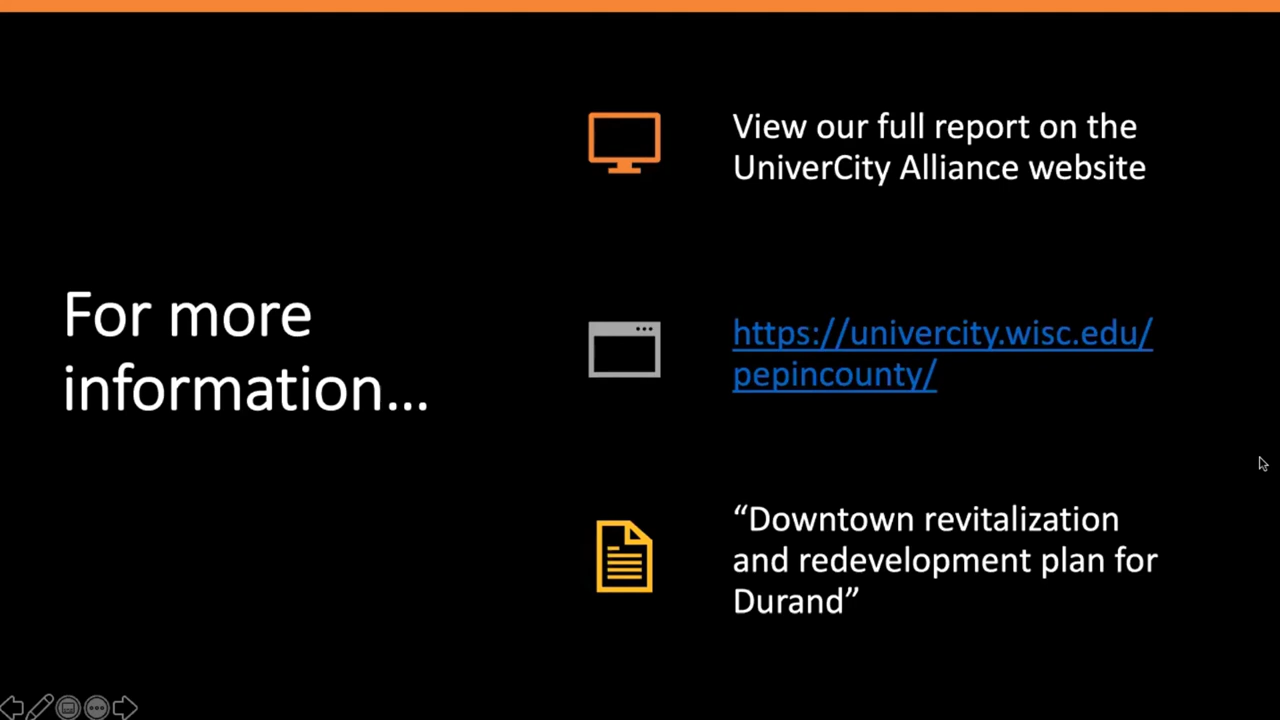 For more
information...
View our full report on the
UniverCity Alliance website
https://univercity.wisc.edu/
pepincounty/
“Downtown revitalization
and redevelopment plan for
Durand”